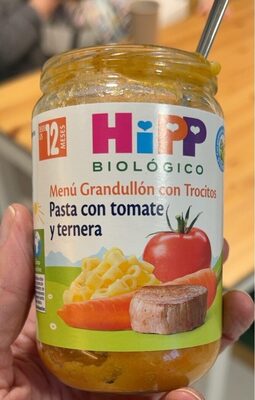 12 MESES
HiPP
BIOLÓGICO
Menú Grandullón con Trocitos
Pasta con tomate
y ternera